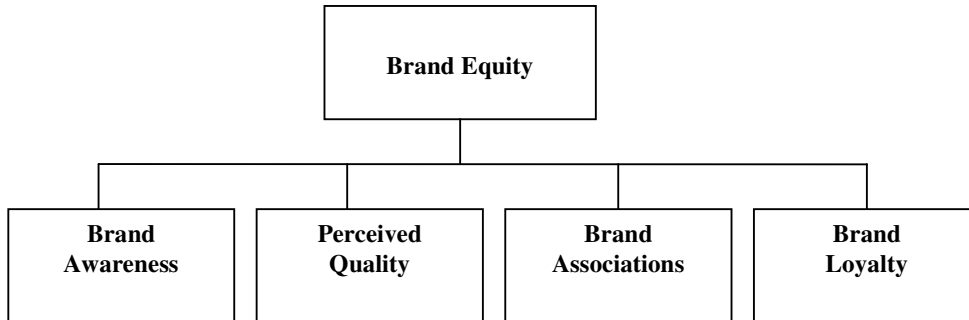 Brand Equity
Brand
Awareness
Perceived
Quality
Brand
Associations
Brand
Loyalty